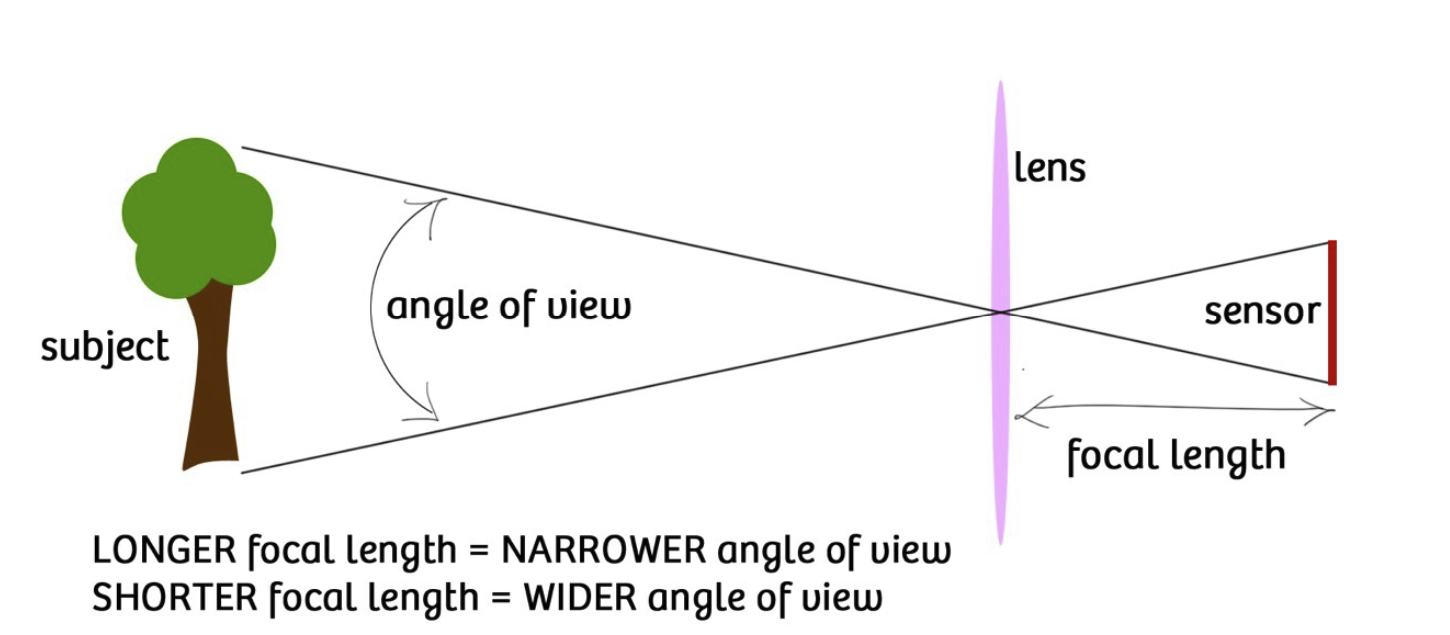 lens
angle of view
sensor
subject
focal length
LONGER focal length = NARROWER angle of view
SHORTER focal length = WIDER angle of view